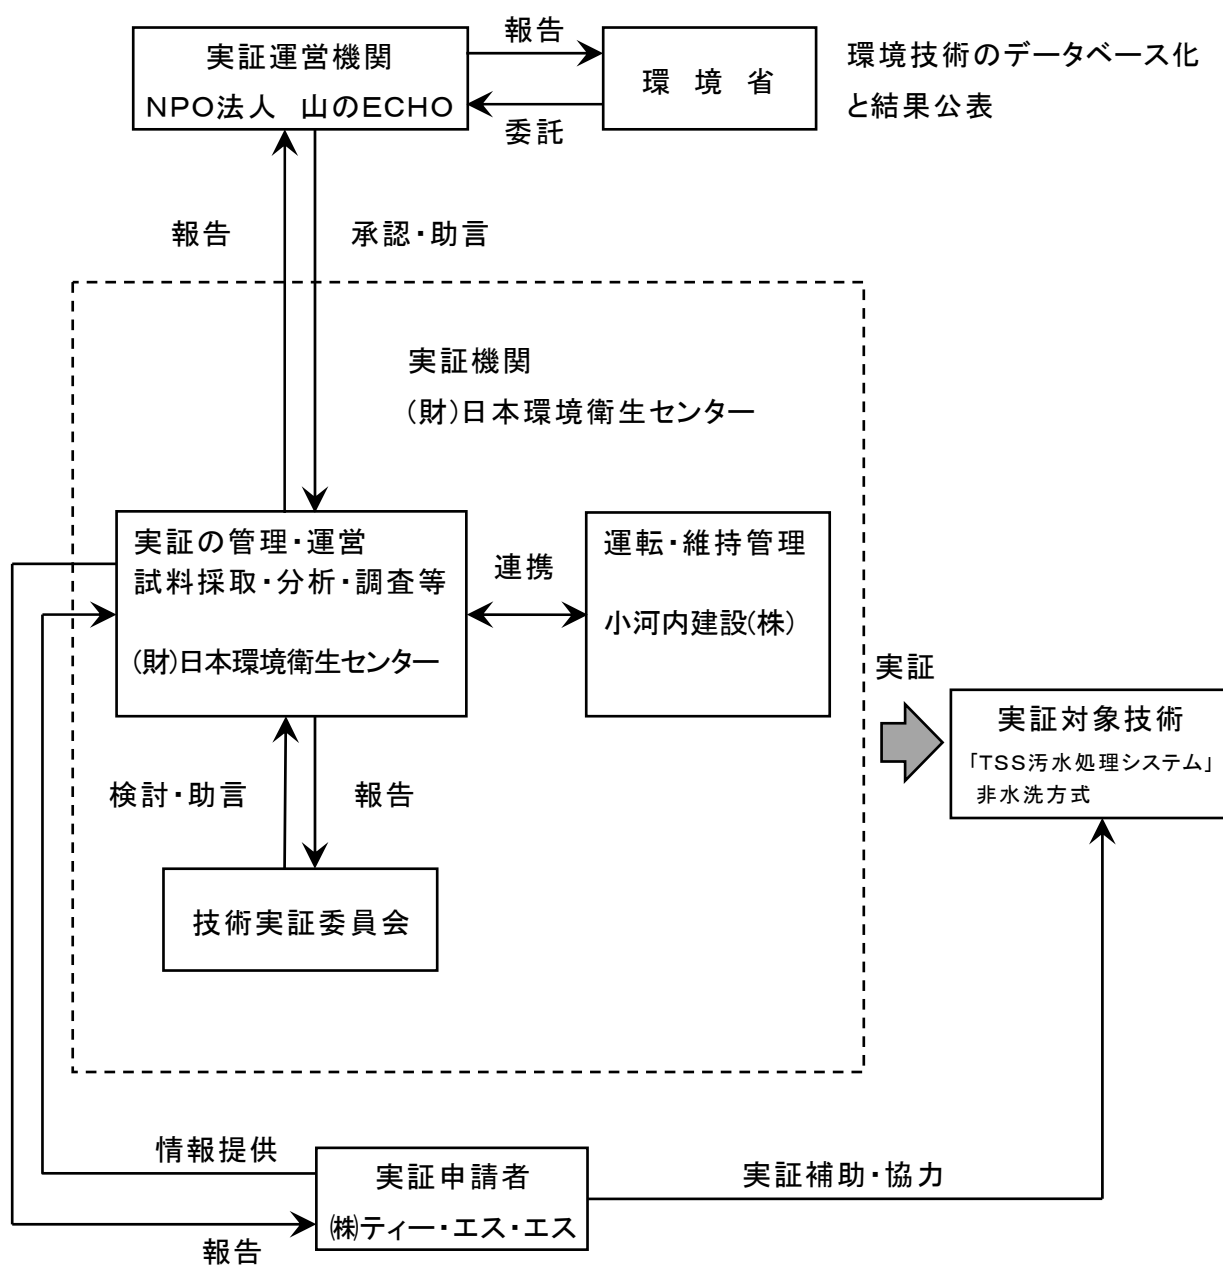 実証運営機関
NPO法人　山のECHO
報告
委託
環　境　省
環境技術のデータベース化
と結果公表
報告
承認・助言
実証機関
(財)日本環境衛生センター
実証の管理・運営
試料採取・分析・調査等
(財)日本環境衛生センター
連携
運転・維持管理
小河内建設(株)
実証
実証対象技術
「TSS汚水処理システム」
非水洗方式
検討・助言
報告
技術実証委員会
情報提供
実証申請者
㈱ティー・エス・エス
実証補助・協力
報告